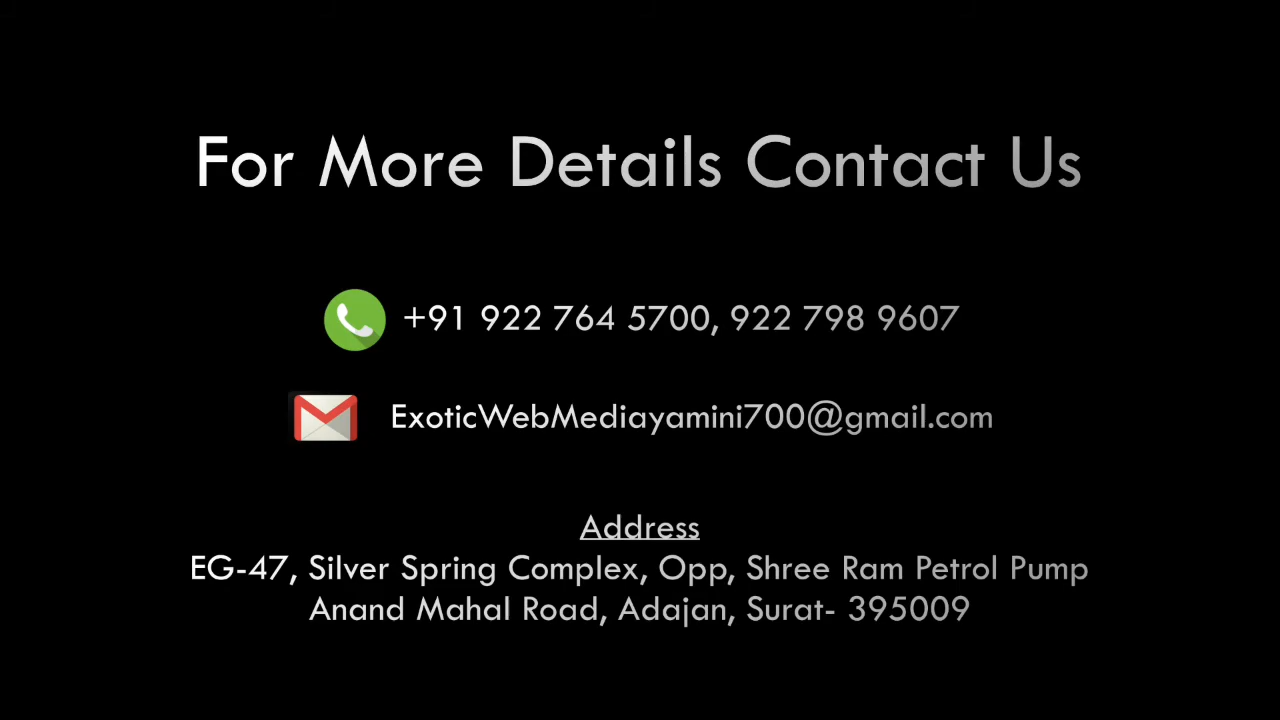 For More Details Contact Us
+91 922 764 5700, 922 798 9607
ExoticWebMediayamini700@gmail.com
Address
EG-47, Silver Spring Complex, Opp, Shree Ram Petrol Pump
Anand Mahal Road, Adajan, Surat- 395009